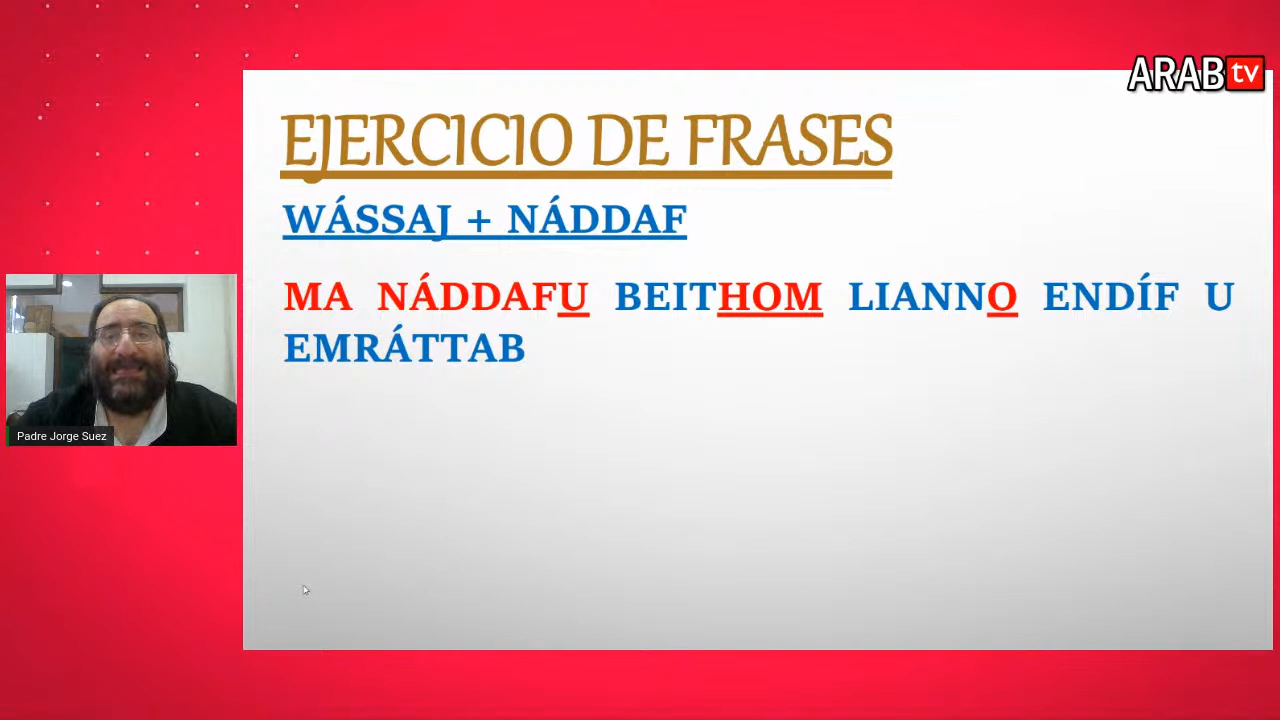 ARABtv
EJERCICIO DE FRASES
WÁSSAJ + NÁDDAF
MA NÁDDAFU BEITHOM LIANNO ENDÍF U
EMRÁTTAB
Padre Jorge Suez